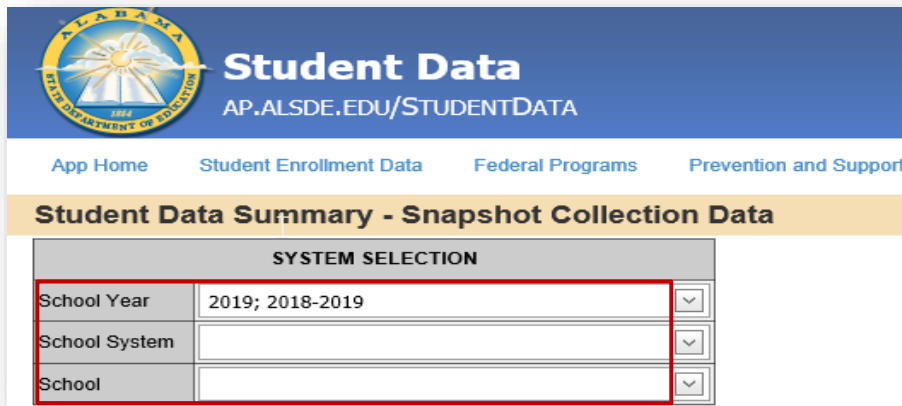 ALABAMA
STATE DEPARTMENT OF EDUCATION
Student Data
AP.ALSDE.EDU/STUDENTDATA
App Home Student Enrollment Data Federal Programs Prevention and Support
Student Data Summary - Snapshot Collection Data
SYSTEM SELECTION
School Year 2019; 2018-2019
School System
School